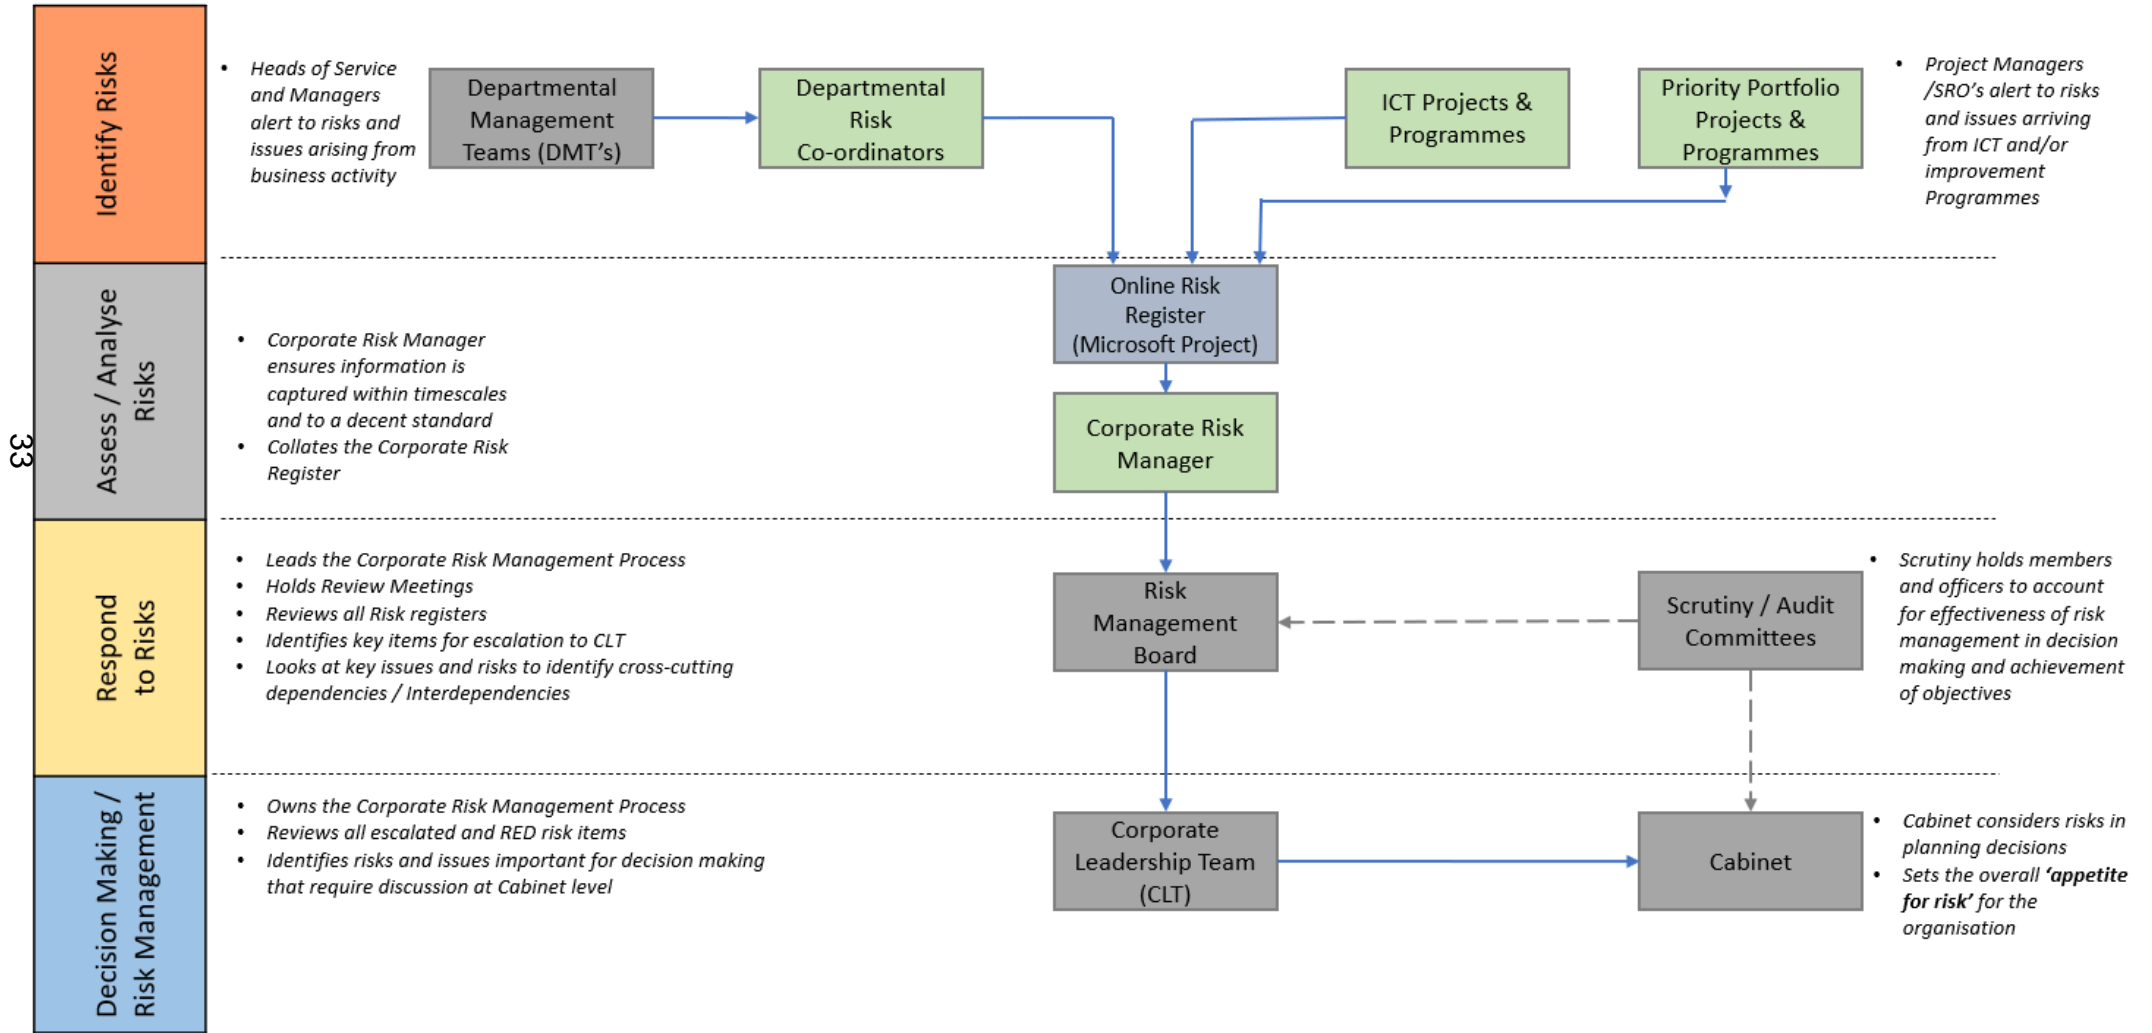 Identify Risks
Heads of Service
and Managers
alert to risks and
issues arising from
business activity
Departmental
Management
Teams (DMT's)
Departmental
Risk
Co-ordinators
ICT Projects &
Programmes
Priority Portfolio
Projects &
Programmes
Project Managers
/SRO's alert to risks
and issues arriving
from ICT and/or
improvement
Programmes
33
Assess / Analyse
Risks
Corporate Risk Manager
ensures information is
captured within timescales
and to a decent standard
Collates the Corporate Risk
Register
Online Risk
Register
(Microsoft Project)
Corporate Risk
Manager
Respond
to Risks
Leads the Corporate Risk Management Process
Holds Review Meetings
Reviews all Risk registers
Identifies key items for escalation to CLT
Looks at key issues and risks to identify cross-cutting
dependencies / Interdependencies
Risk
Management
Board
Scrutiny / Audit
Committees
Scrutiny holds members
and officers to account
for effectiveness of risk
management in decision
making and achievement
of objectives
Decision Making /
Risk Management
Owns the Corporate Risk Management Process
Reviews all escalated and RED risk items
Identifies risks and issues important for decision making
that require discussion at Cabinet level
Corporate
Leadership Team
(CLT)
Cabinet
Cabinet considers risks in
planning decisions
Sets the overall 'appetite
for risk' for the
organisation